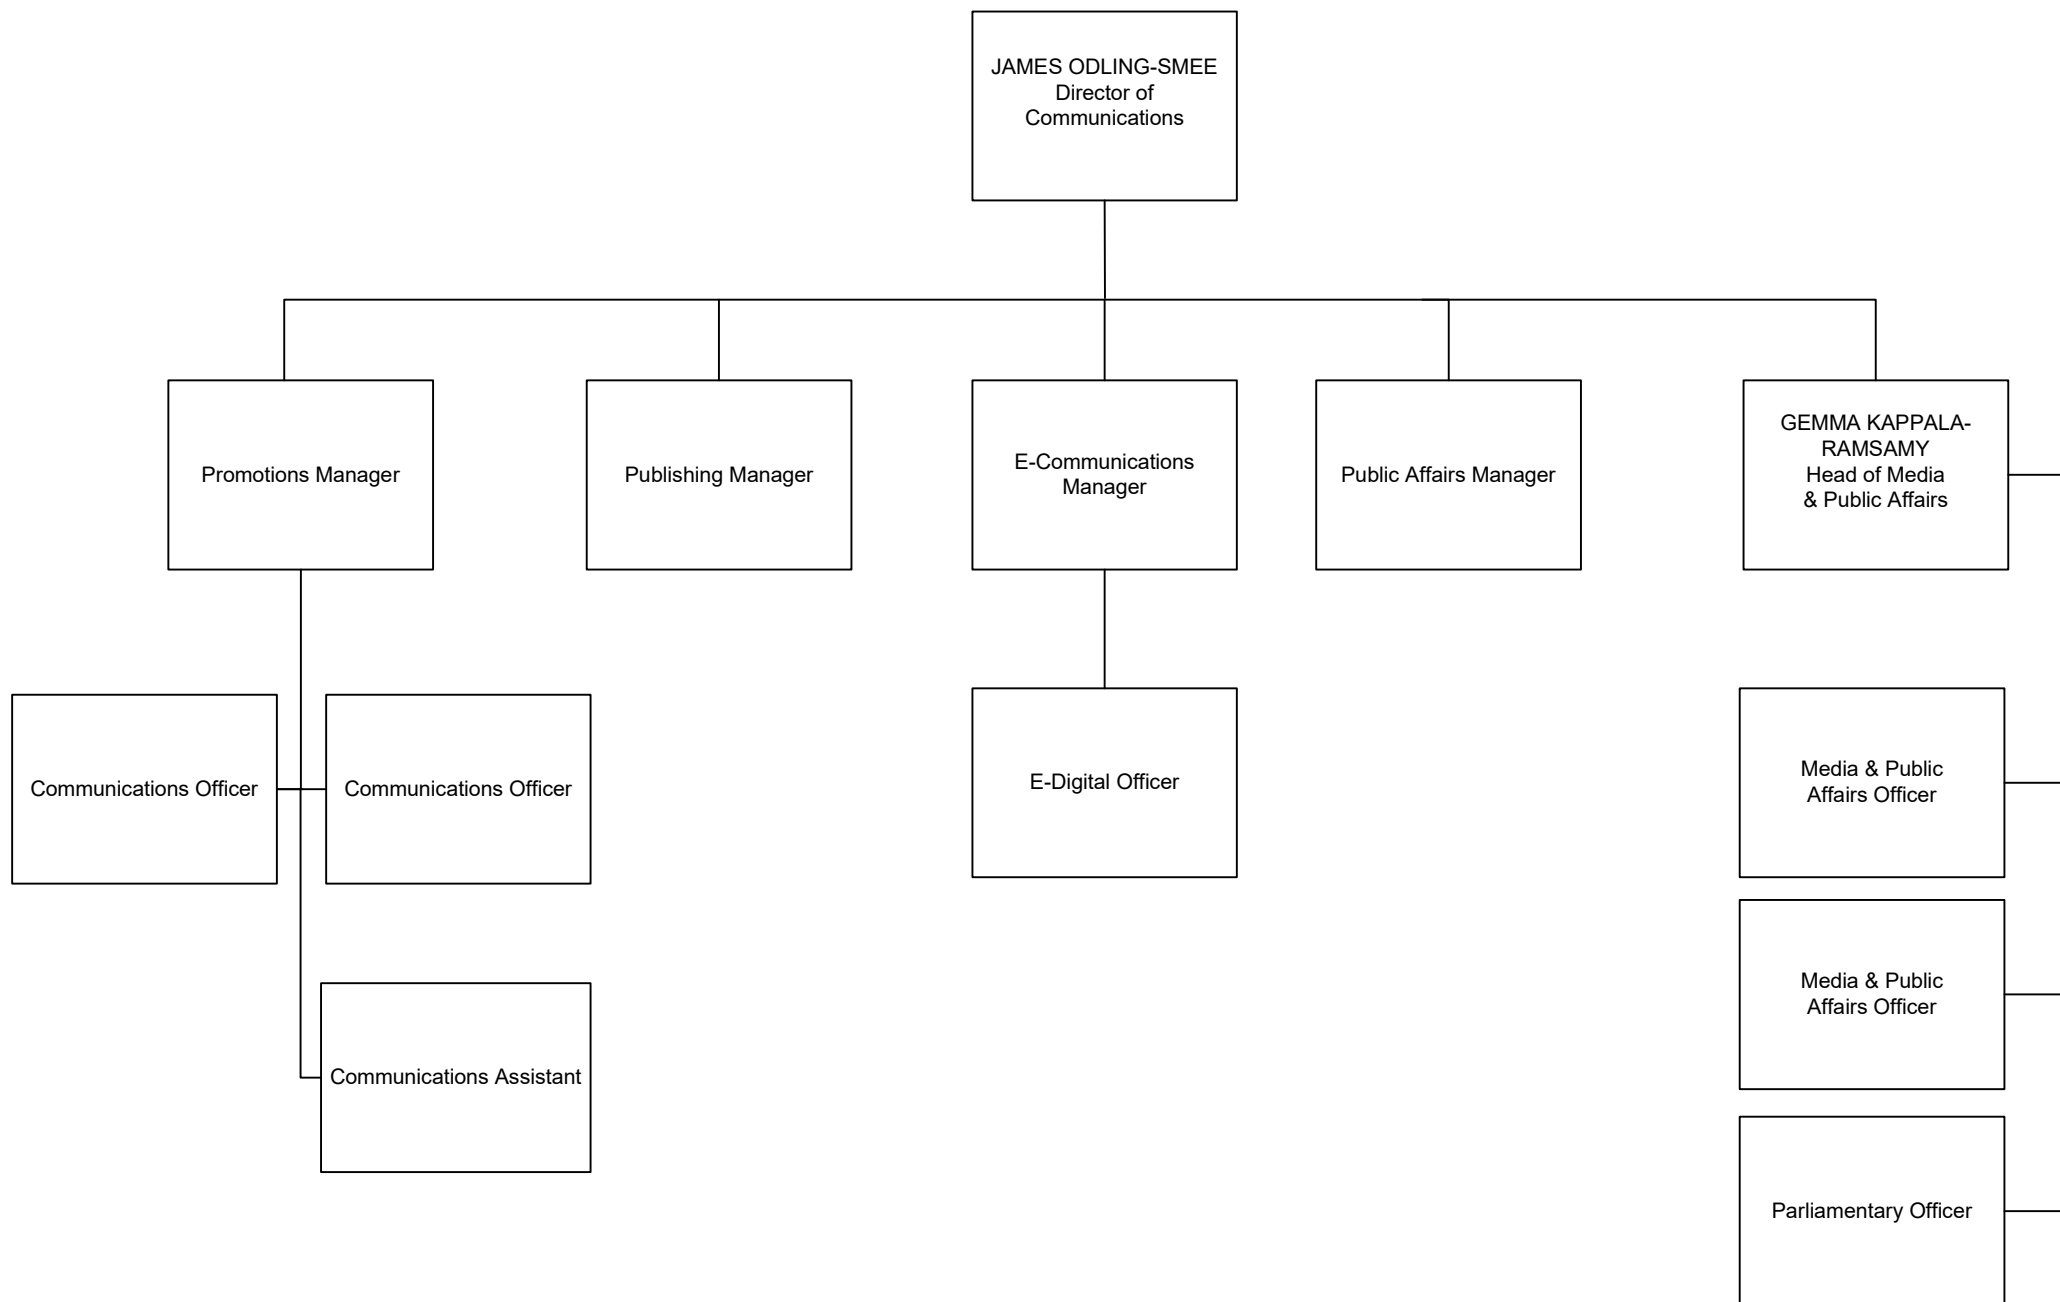 JAMES ODLING-SMEE
Director of
Communications
Promotions Manager
Publishing Manager
E-Communications
Manager
Public Affairs Manager
GEMMA KAPPALA-
RAMSAMY
Head of Media
& Public Affairs
Communications Officer
Communications Officer
E-Digital Officer
Media & Public
Affairs Officer
Media & Public
Affairs Officer
Communications Assistant
Parliamentary Officer